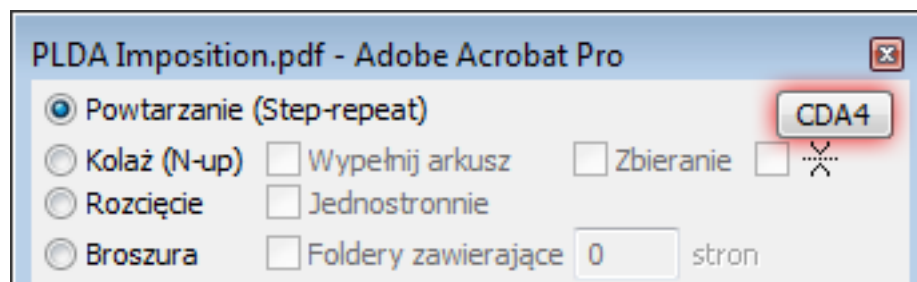 PLDA Imposition.pdf - Adobe Acrobat Pro
Powtarzanie (Step-repeat) CDA4
Kolaż (N-up) Wypełnij arkusz Zbieranie
Rozcięcie Jednostronnie
Broszura Foldery zawierające 0 stron